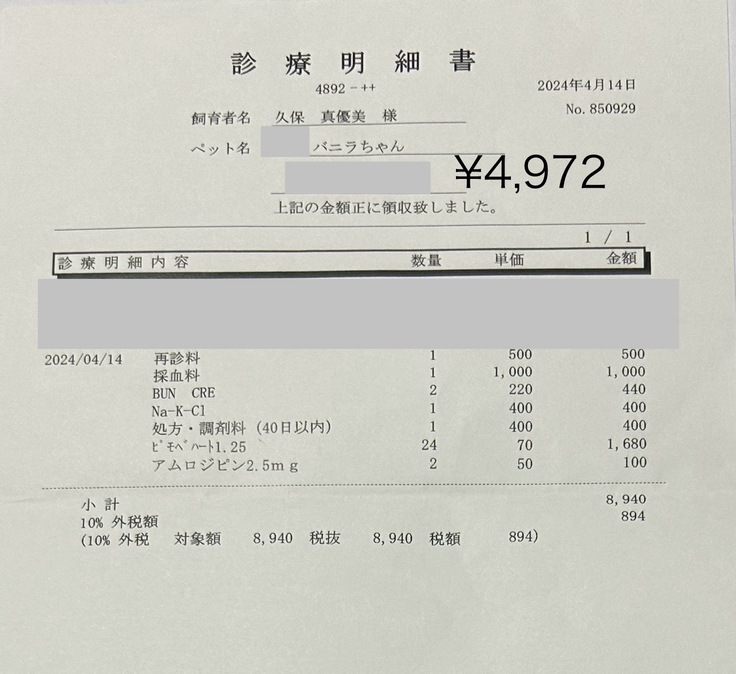 診療明細書
4892-++
2024年4月14日
No. 850929
飼育者名 久保 真優美 様
ペット名 バニラちゃん
¥4,972
上記の金額正に領収致しました。
1 / 1
診療明細内容 数量 単価 金額
2024/04/14 再診料 1 500 500
採血料 1 1,000 1,000
BUN CRE 2 220 440
Na-K-Cl 1 400 400
処方・調剤料 (40日以内) 1 400 400
ピモベハート1.25 24 70 1,680
アムロジピン2.5mg 2 50 100
小計 8,940
10% 外税額 894
(10% 外税 対象額 8,940 税抜 8,940 税額 894)